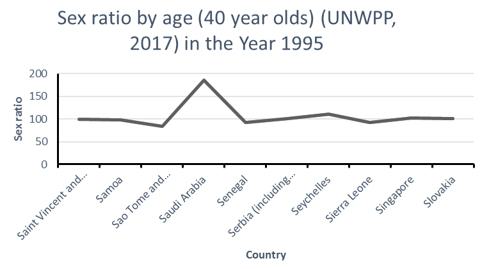 Sex ratio by age (40 year olds) (UNWPP,
2017) in the Year 1995
200
150
100
50
0
Sex ratio
Saint Vincent and...
Samoa
Sao Tome and...
Saudi Arabia
Senegal
Serbia (including...
Seychelles
Sierra Leone
Singapore
Slovakia
Country